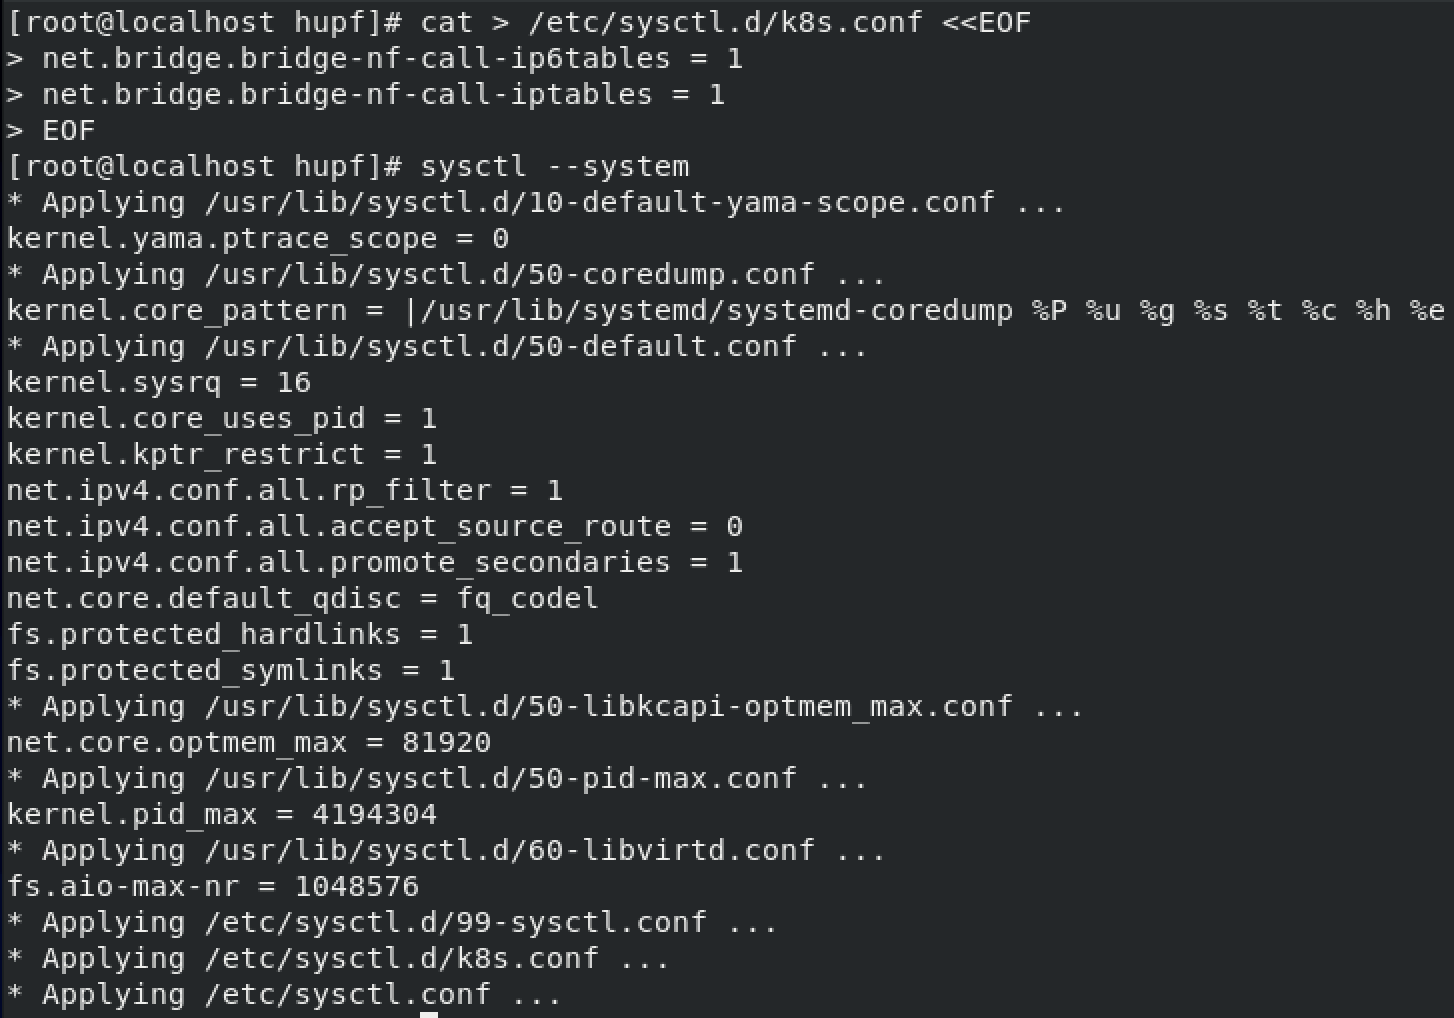 [root@localhost hupf]# cat > /etc/sysctl.d/k8s.conf <<EOF
> net.bridge.bridge-nf-call-ip6tables = 1
> net.bridge.bridge-nf-call-iptables = 1
> EOF
[root@localhost hupf]# sysctl --system
* Applying /usr/lib/sysctl.d/10-default-yama-scope.conf ...
kernel.yama.ptrace_scope = 0
* Applying /usr/lib/sysctl.d/50-coredump.conf ...
kernel.core_pattern = |/usr/lib/systemd/systemd-coredump %P %u %g %s %t %c %h %e
* Applying /usr/lib/sysctl.d/50-default.conf ...
kernel.sysrq = 16
kernel.core_uses_pid = 1
kernel.kptr_restrict = 1
net.ipv4.conf.all.rp_filter = 1
net.ipv4.conf.all.accept_source_route = 0
net.ipv4.conf.all.promote_secondaries = 1
net.core.default_qdisc = fq_codel
fs.protected_hardlinks = 1
fs.protected_symlinks = 1
* Applying /usr/lib/sysctl.d/50-libkcapi-optmem_max.conf ...
net.core.optmem_max = 81920
* Applying /usr/lib/sysctl.d/50-pid-max.conf ...
kernel.pid_max = 4194304
* Applying /usr/lib/sysctl.d/60-libvirtd.conf ...
fs.aio-max-nr = 1048576
* Applying /etc/sysctl.d/99-sysctl.conf ...
* Applying /etc/sysctl.d/k8s.conf ...
* Applying /etc/sysctl.conf ...